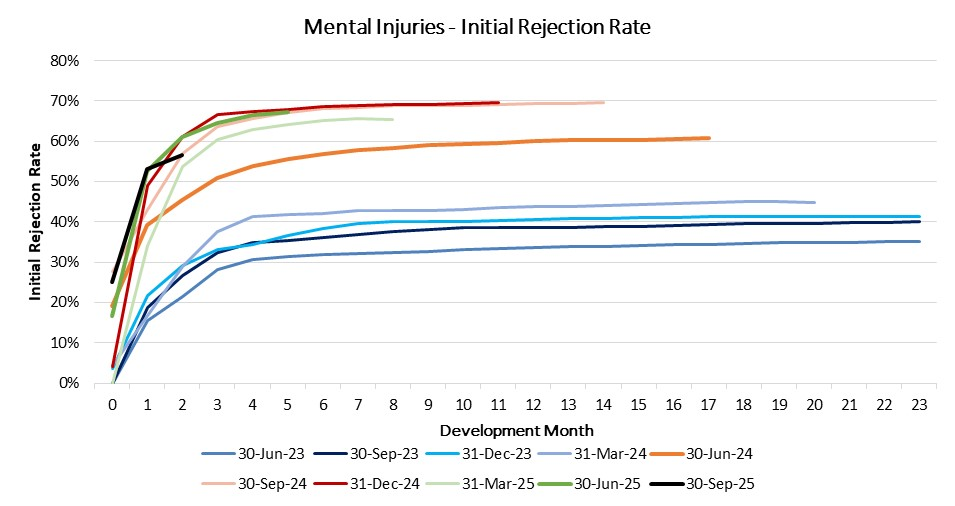 Mental Injuries - Initial Rejection Rate
80%
70%
60%
50%
40%
30%
20%
10%
0%
Initial Rejection Rate
0 1 2 3 4 5 6 7 8 9 10 11 12 13 14 15 16 17 18 19 20 21 22 23
Development Month
30-Jun-23 30-Sep-23 31-Dec-23 31-Mar-24 30-Jun-24
30-Sep-24 31-Dec-24 31-Mar-25 30-Jun-25 30-Sep-25